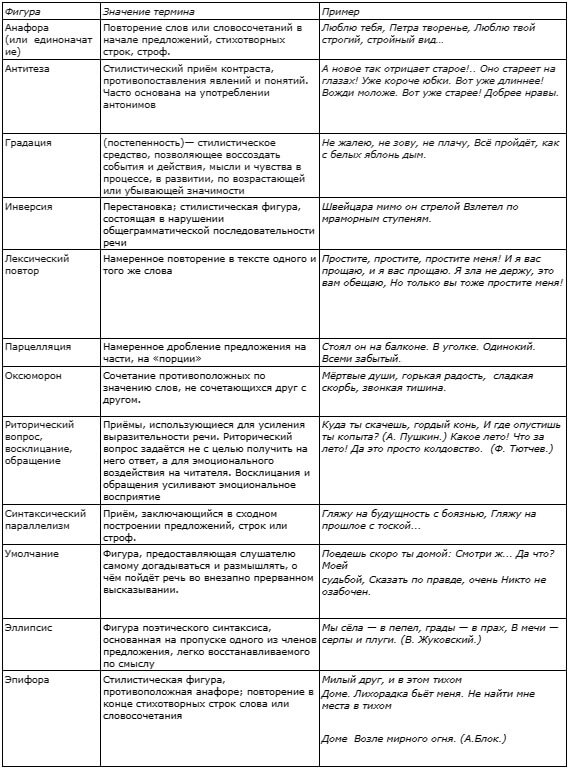 Фигура
Значение термина
Пример
Анафора
(или единоначат
ие)
Повторение слов или словосочетаний в
начале предложений, стихотворных
строк, строф.
Люблю тебя, Петра творенье, Люблю твой
строгий, стройный вид...
Антитеза
Стилистический приём контраста,
противопоставления явлений и понятий.
Часто основана на употреблении
антонимов
А новое так отрицает старое!.. Оно стареет на
глазах! Уже короче юбки. Вот уже длиннее!
Вожди моложе. Вот уже старее! Добрее нравы.
Градация
(постепенность)— стилистическое
средство, позволяющее воссоздать
события и действия, мысли и чувства в
процессе, в развитии, по возрастающей
или убывающей значимости
Не жалею, не зову, не плачу, Всё пройдёт, как
с белых яблонь дым.
Инверсия
Перестановка; стилистическая фигура,
состоящая в нарушении
общеграмматической последовательности
речи
Швейцара мимо он стрелой Взлетел по
мраморным ступеням.
Лексический
повтор
Намеренное повторение в тексте одного и
того же слова
Простите, простите, простите меня! И я вас
прощаю, и я вас прощаю. Я зла не держу, это
вам обещаю, Но только вы тоже простите меня!
Парцелляция
Намеренное дробление предложения на
части, на «порции»
Стоял он на балконе. В уголке. Одинокий.
Всеми забытый.
Оксюморон
Сочетание противоположных по
значению слов, не сочетающихся друг с
другом.
Мёртвые души, горькая радость, сладкая
скорбь, звонкая тишина.
Риторического
вопрос,
восклицание,
обращение
Приёмы, использующиеся для усиления
выразительности речи. Риторический
вопрос задаётся не с целью получить на
него ответ, а для эмоционального
воздействия на читателя. Восклицания и
обращения усиливают эмоциональное
восприятие
Куда ты скачешь, гордый конь, И где опустишь
ты копыта? (А. Пушкин.) Какое лето! Что за
лето! Да это просто колдовство. (Ф. Тютчев.)
Синтаксический
параллелизм
Приём, заключающий в сходном
построении предложений, строк или
строф.
Гляжу на будущность с боязнью, Гляжу на
прошлое с тоской...
Умолчание
Фигура, предоставляющая слушателю
самому догадываться и размышлять, о
чём пойдёт речь во внезапно прерванном
высказывании.
Поедешь скоро ты домой: Смотри ж... Да что?
Моей
судьбой, Сказать по правде, очень Никто не
озабочен.
Эллипсис
Фигура поэтического синтаксиса,
основанная на пропуске одного из членов
предложения, легко восстанавливаемого
по смыслу
Мы сёла — в пепел, грады — в прах, В мечи —
серпы и плуги. (В. Жуковский.)
Эпифора
Стилистическая фигура,
противоположная анафоре; повторение в
конце стихотворных строк слова или
словосочетания
Милый друг, и в этом тихом
Доме. Лихорадка бьёт меня. Не найти мне
места в тихом
Доме Возле мирного огня. (А.Блок.)